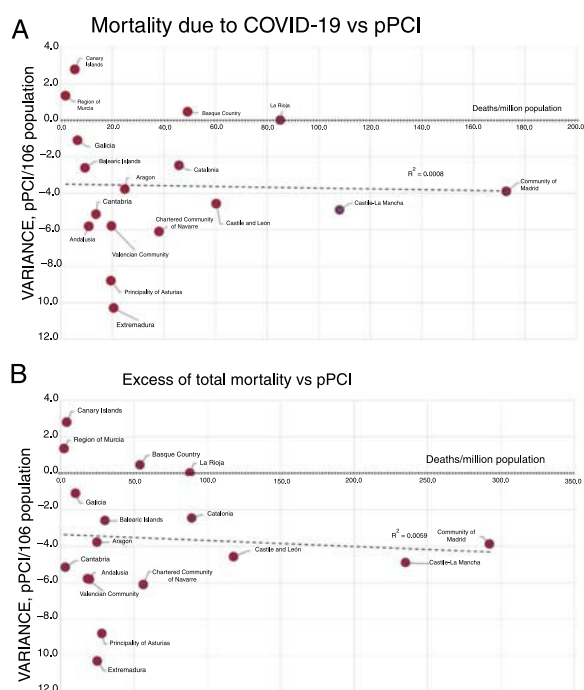 A
Mortality due to COVID-19 vs pPCI
VARIANCE, pPCI/106 population
4.0
2.0
0.0
−2.0
−4.0
−6.0
−8.0
10.0
12.0
0.0 20.0 40.0 60.0 80.0 100.0 120.0 140.0 160.0 180.0 200.0
Deaths/million population
Canary
Islands
Region of
Murcia
Basque Country
La Rioja
Galicia
Balearic Islands
Aragon
Catalonia
R² = 0.0008
Community of
Madrid
Cantabria
Castile-La Mancha
Andalusia
Valencian Community
Chartered Community
of Navarre
Castile and León
Principality of Asturias
Extremadura
B
Excess of total mortality vs pPCI
VARIANCE, pPCI/106 population
4.0
2.0
0.0
−2.0
−4.0
−6.0
−8.0
10.0
12.0
0.0 50.0 100.0 150.0 200.0 250.0 300.0 350.0
Deaths/million population
Canary Islands
Region of Murcia
Basque Country
La Rioja
Galicia
Balearic Islands
Catalonia
Aragon
R² = 0.0059
Community of
Madrid
Castile and León
Castile-La Mancha
Cantabria
Andalusia
Valencian Community
Chartered Community
of Navarre
Principality of Asturias
Extremadura